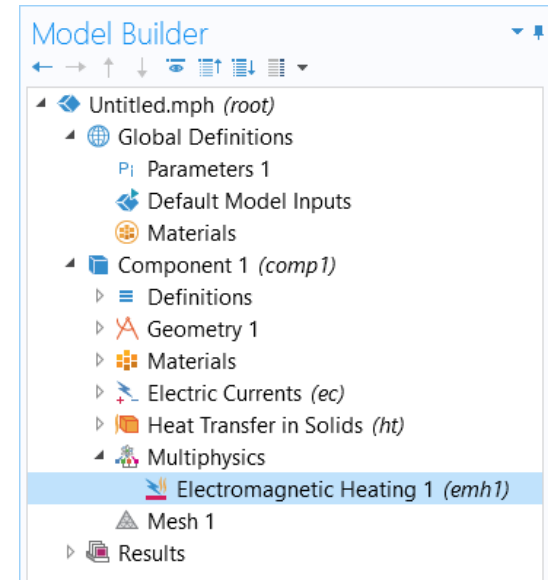 Model Builder
Untitled.mph (root)
Global Definitions
Pi Parameters 1
Default Model Inputs
Materials
Component 1 (comp1)
Definitions
Geometry 1
Materials
Electric Currents (ec)
Heat Transfer in Solids (ht)
Multiphysics
Electromagnetic Heating 1 (emh1)
Mesh 1
Results